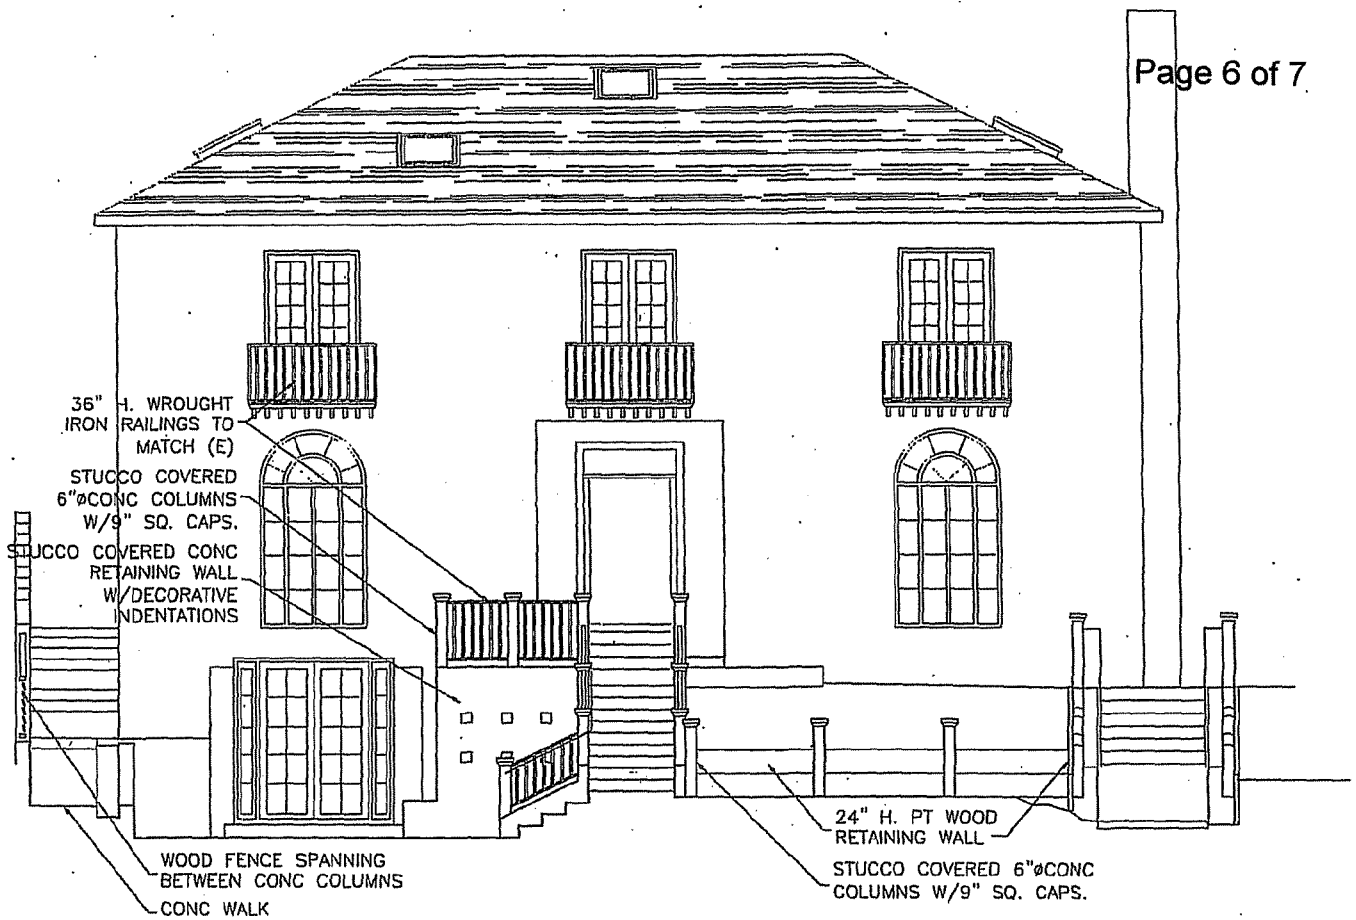 Page 6 of 7
36" H. WROUGHT
IRON RAILINGS TO
MATCH (E)
STUCCO COVERED
6"øCONC COLUMNS
W/9" SQ. CAPS.
STUCCO COVERED CONC
RETAINING WALL
W/DECORATIVE
INDENTATIONS
WOOD FENCE SPANNING
BETWEEN CONC COLUMNS
CONC WALK
24" H. PT WOOD
RETAINING WALL
STUCCO COVERED 6"øCONC
COLUMNS W/9" SQ. CAPS.